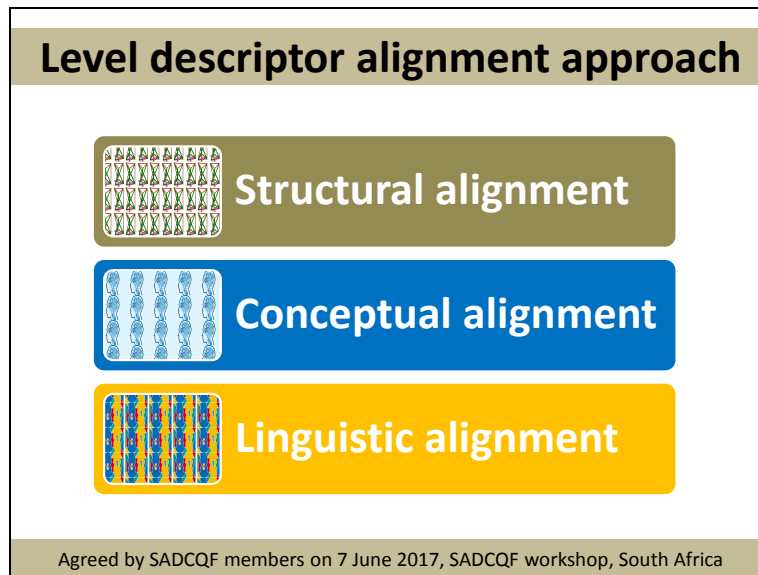 Level descriptor alignment approach
Structural alignment
Conceptual alignment
Linguistic alignment
Agreed by SADCQF members on 7 June 2017, SADCQF workshop, South Africa